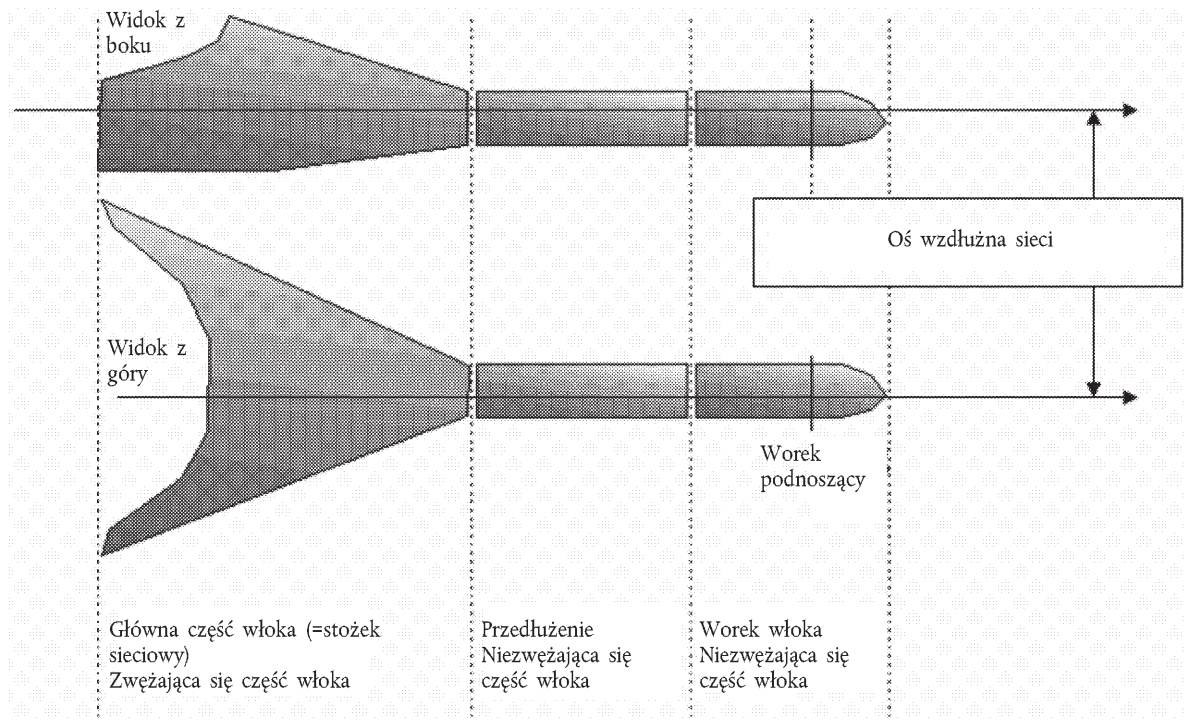 Widok z
boku
Oś wzdłużna sieci
Widok z
góry
Worek
podnoszący
Główna część włoka (=stożek
sieciowy)
Zwężająca się część włoka
Przedłużenie
Niezwężająca się
część włoka
Worek włoka
Niezwężająca się
część włoka